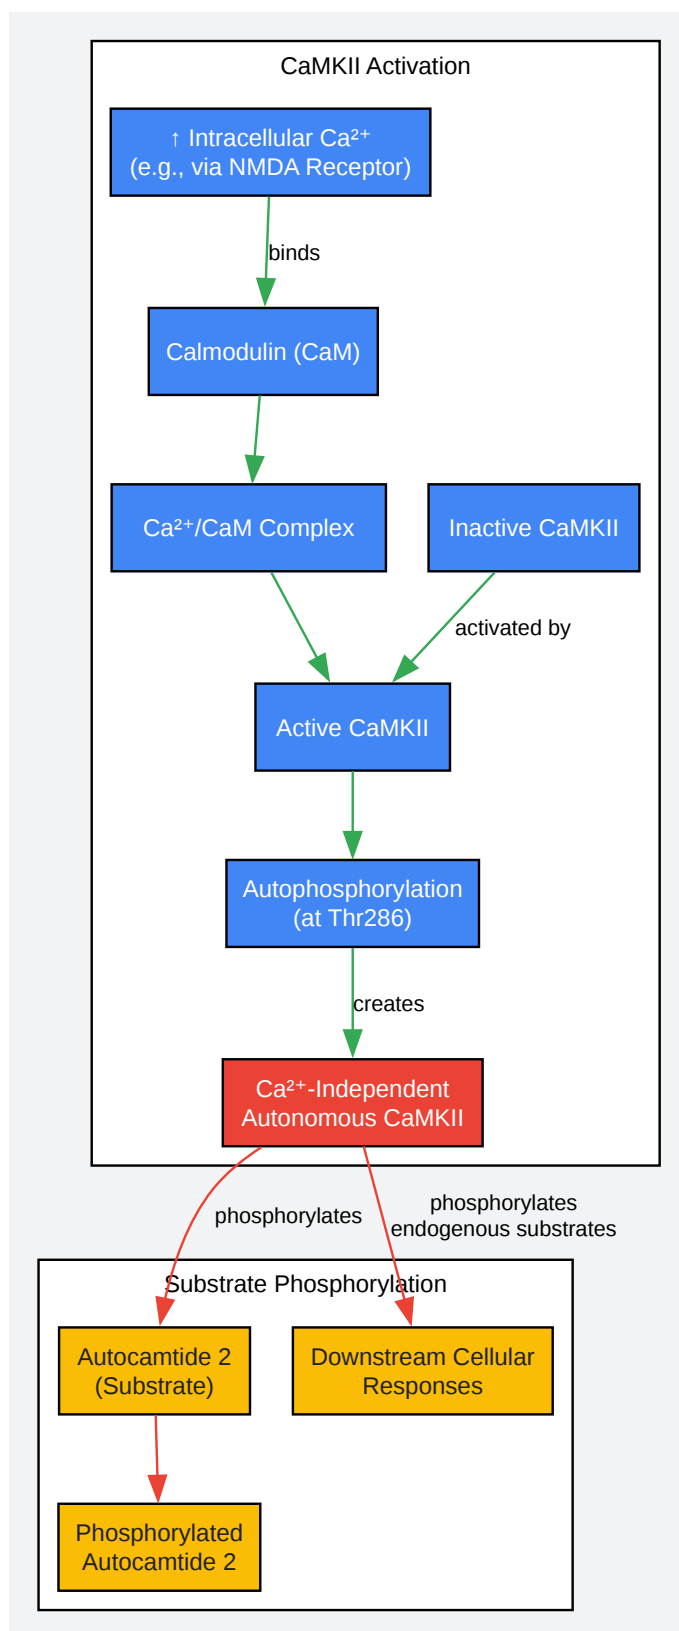 CaMKII Activation
↑ Intracellular Ca²⁺
(e.g., via NMDA Receptor)
binds
Calmodulin (CaM)
Ca²⁺/CaM Complex
Inactive CaMKII
activated by
Active CaMKII
Autophosphorylation
(at Thr286)
creates
Ca²⁺-Independent
Autonomous CaMKII
phosphorylates
phosphorylates
endogenous substrates
Substrate Phosphorylation
Autocamtide 2
(Substrate)
Downstream Cellular
Responses
Phosphorylated
Autocamtide 2